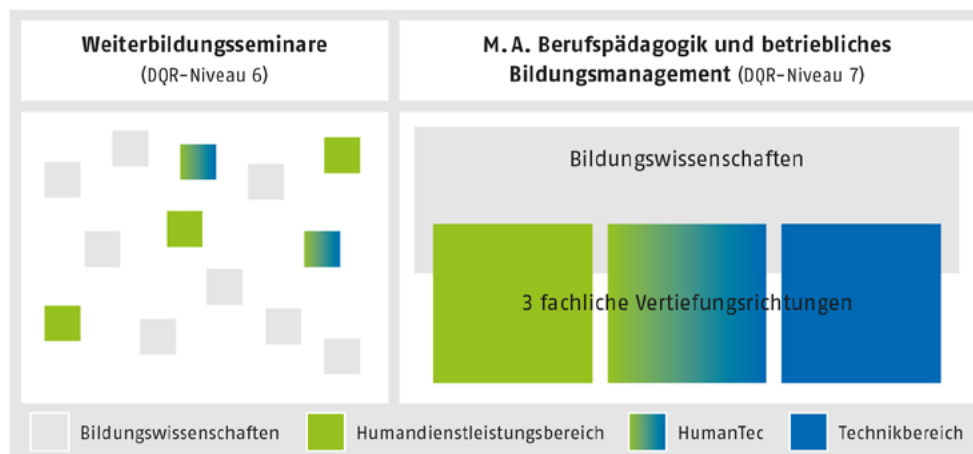 Weiterbildungsseminare
(DQR-Niveau 6)
M. A. Berufspädagogik und betriebliches
Bildungsmanagement (DQR-Niveau 7)
Bildungswissenschaften
3 fachliche Vertiefungsrichtungen
Bildungswissenschaften
Humandienstleistungsbereich
HumanTec
Technikbereich